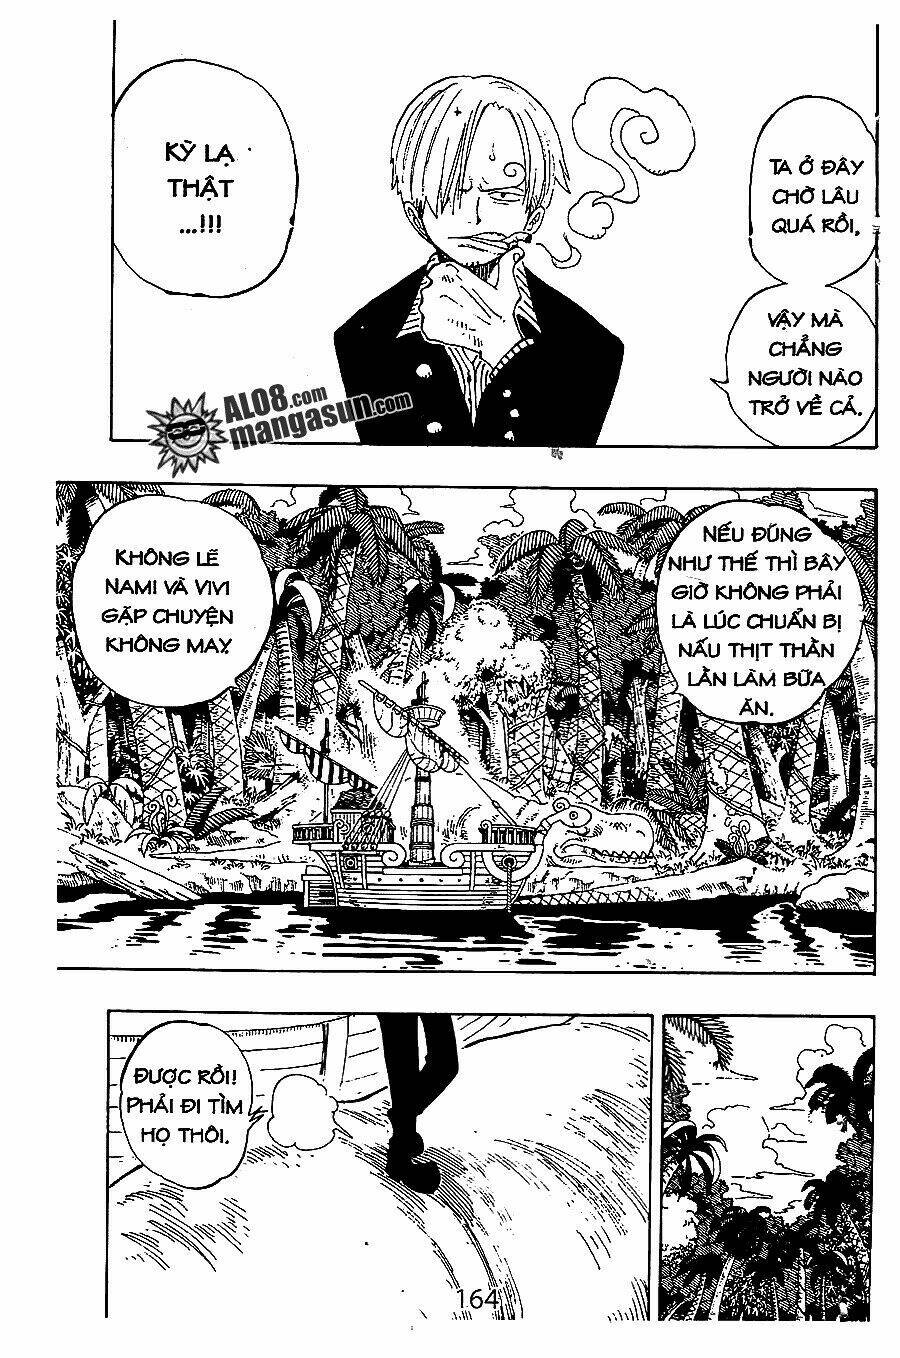 TA Ở ĐÂY
CHỜ LÂU
QUÁ RỒI.
VẬY MÀ
CHẲNG
NGƯỜI NÀO
TRỞ VỀ CẢ.
KỲ LẠ
THẬT
...!!!
AL08.com
mangasun.com
NẾU ĐÚNG
NHƯ THẾ THÌ BÂY
GIỜ KHÔNG PHẢI
LÀ LÚC CHUẨN BỊ
NẤU THỊT THẰN
LẰN LÀM BỮA
ĂN.
KHÔNG LẼ
NAMI VÀ VIVI
GẶP CHUYỆN
KHÔNG MAY
ĐƯỢC RỒI!
PHẢI ĐI TÌM
HỌ THÔI.
164